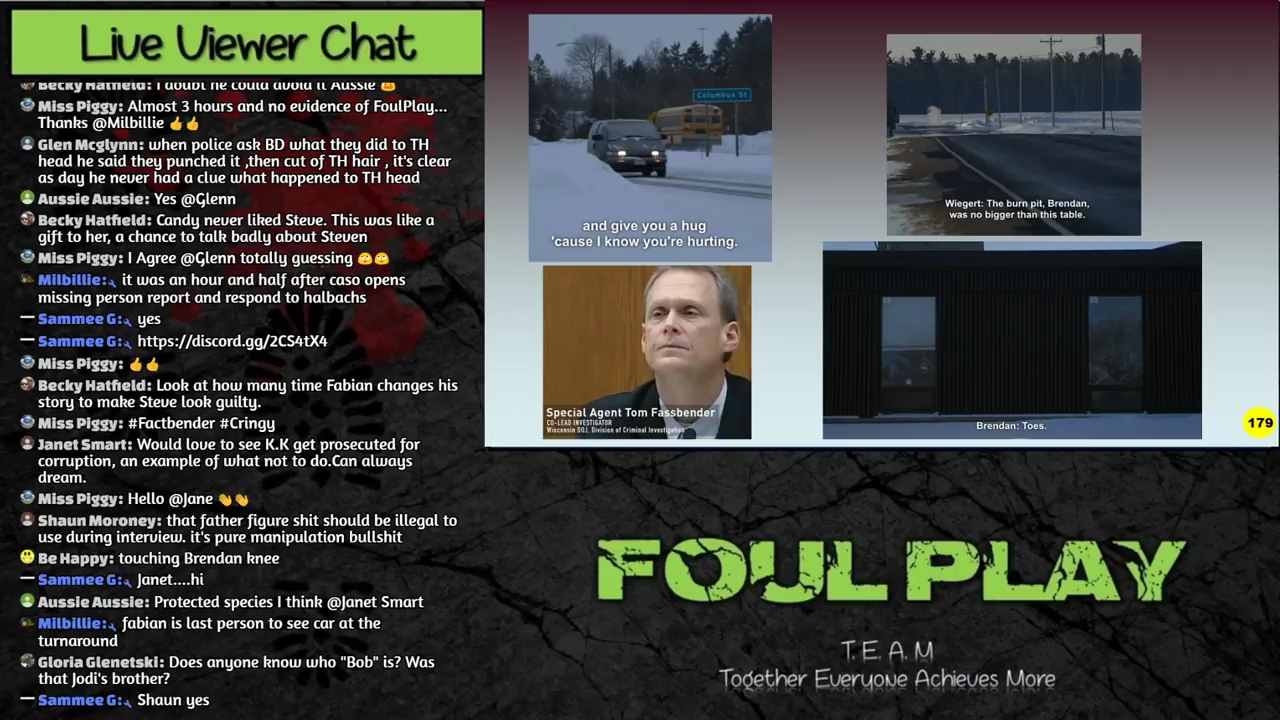 Live Viewer Chat
Becky Hatfield: I doubt he could avoid it Aussie
Miss Piggy: Almost 3 hours and no evidence of FoulPlay...
Thanks @Milbillie
Glen Mcglynn: when police ask BD what they did to TH
head he said they punched it ,then cut of TH hair , it's clear
as day he never had a clue what happened to TH head
Aussie Aussie: Yes @Glenn
Becky Hatfield: Candy never liked Steve. This was like a
gift to her, a chance to talk badly about Steven
Miss Piggy: I Agree @Glenn totally guessing
Milbillie: it was an hour and half after caso opens
missing person report and respond to halbachs
Sammee G: yes
Sammee G: https://discord.gg/2CS4tX4
Miss Piggy:
Becky Hatfield: Look at how many time Fabian changes his
story to make Steve look guilty.
Miss Piggy: #Factbender #Cringy
Janet Smart: Would love to see K.K get prosecuted for
corruption, an example of what not to do.Can always
dream.
Miss Piggy: Hello @Jane
Shaun Moroney: that father figure shit should be illegal to
use during interview. it's pure manipulation bullshit
Be Happy: touching Brendan knee
Sammee G: Janet....hi
Aussie Aussie: Protected species I think @Janet Smart
Milbillie: fabian is last person to see car at the
turnaround
Gloria Glenetski: Does anyone know who "Bob" is? Was
that Jodi's brother?
Sammee G: Shaun yes
Columbus St
and give you a hug
'cause I know you're hurting.
Wiegert: The burn pit, Brendan,
was no bigger than this table.
Special Agent Tom Fassbender
CO-LEAD INVESTIGATOR
Wisconsin DOJ, Division of Criminal Investigation
Brendan: Toes.
179
FOUL PLAY
T.E.A.M
Together Everyone Achieves More